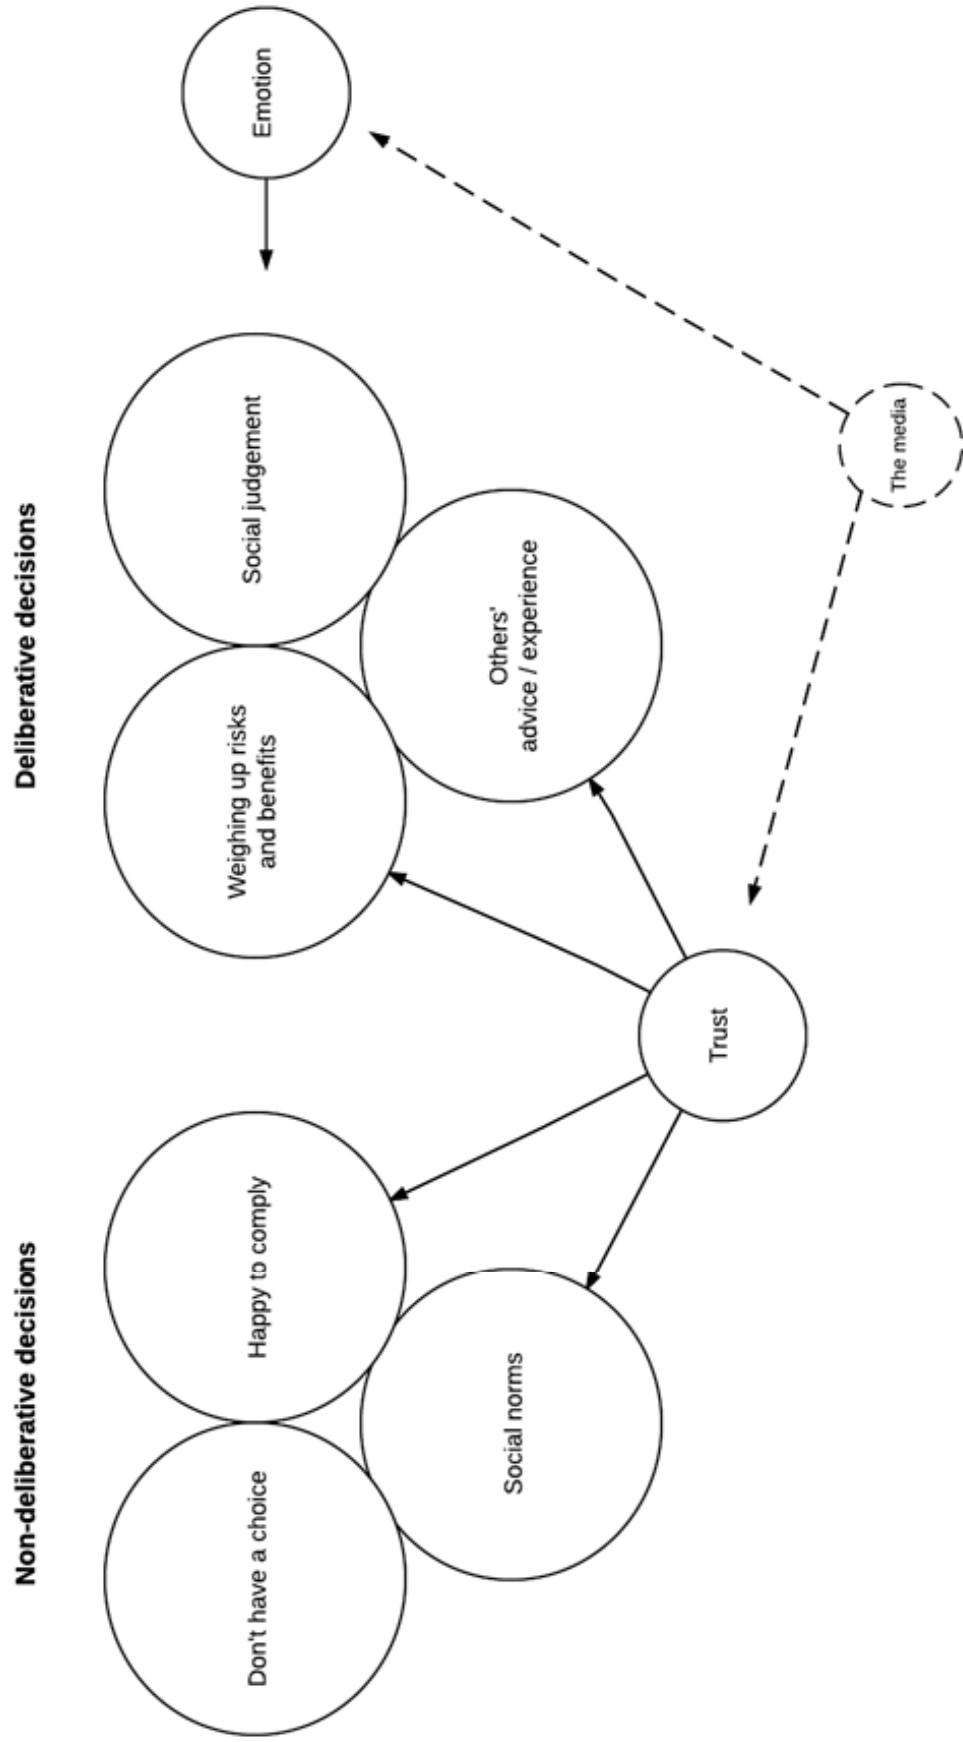 Non-deliberative decisions
Deliberative decisions
Don't have a choice
Happy to comply
Social norms
Weighing up risks
and benefits
Social judgement
Others'
advice / experience
Emotion
Trust
The media